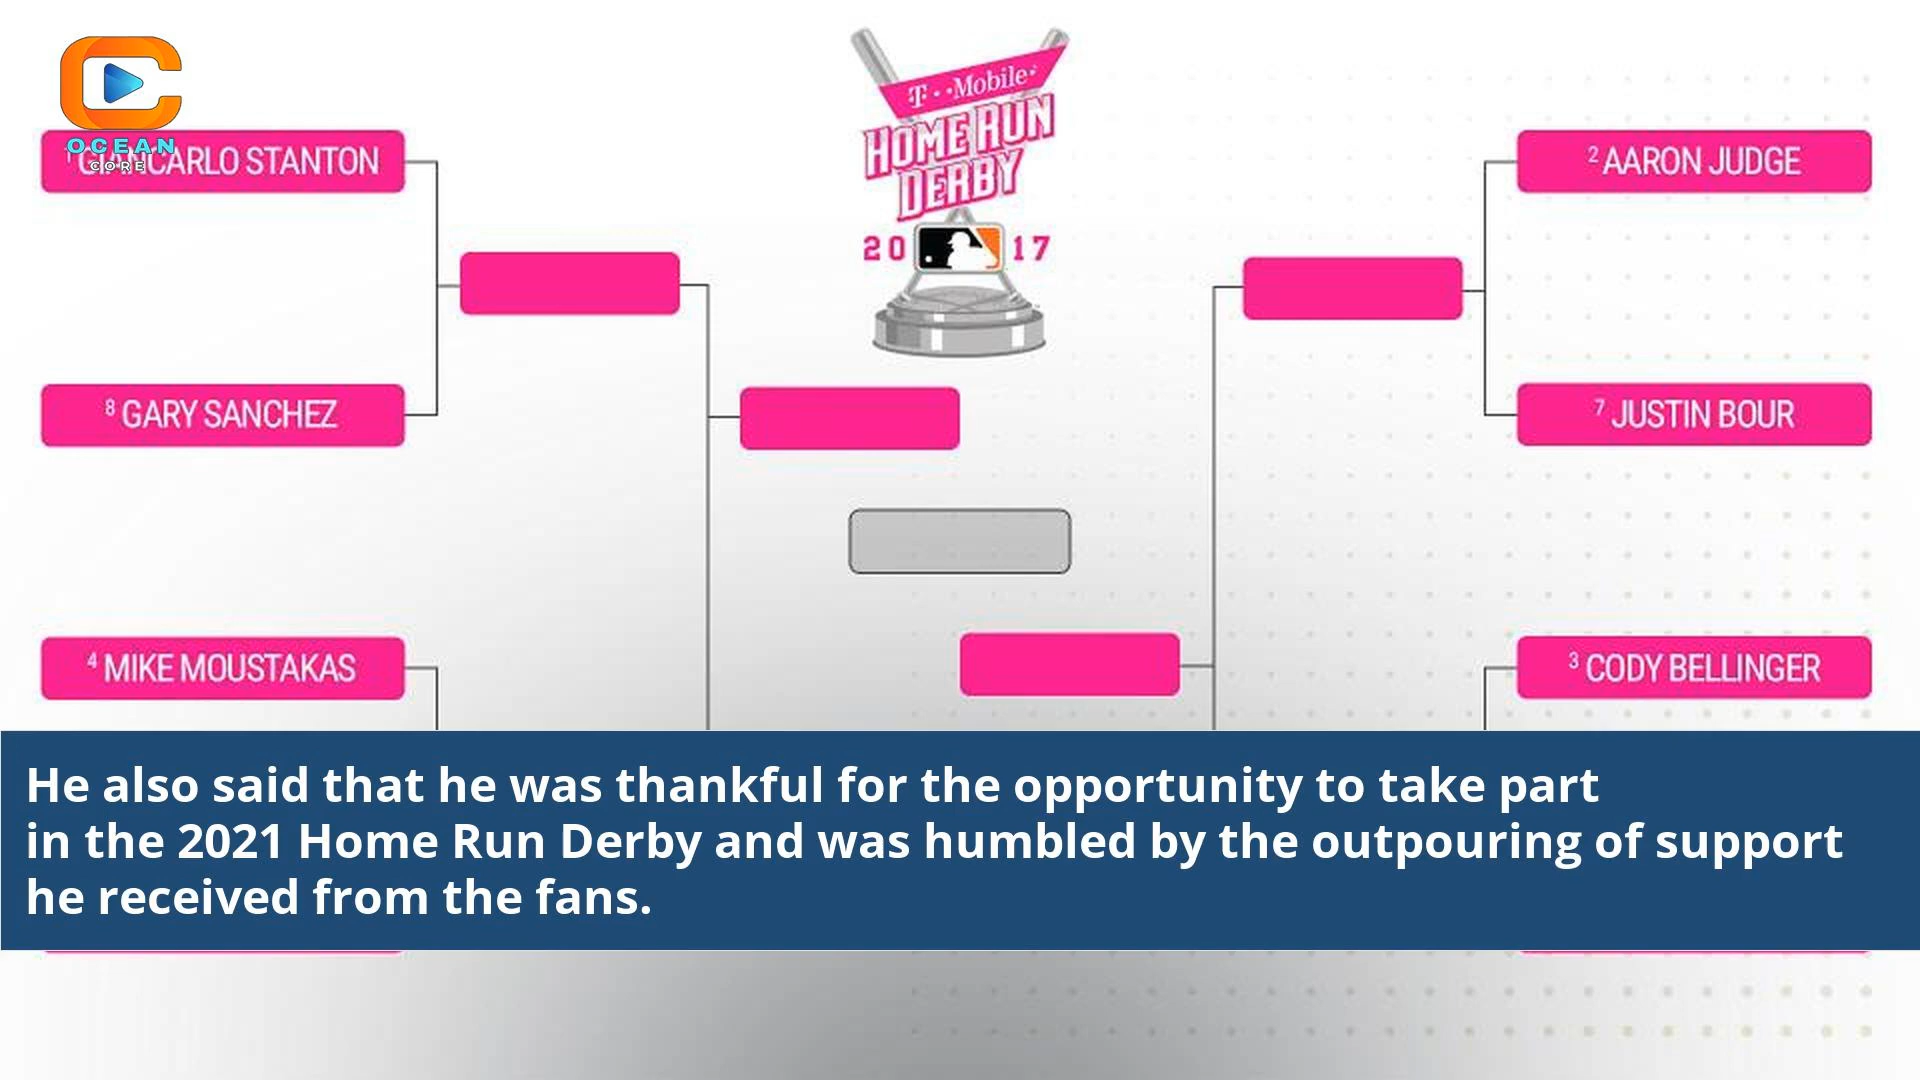 OCEAN
CORE
1 GIANCARLO STANTON
T··Mobile·
HOME RUN
DERBY
20 17
2 AARON JUDGE
8 GARY SANCHEZ
7 JUSTIN BOUR
4 MIKE MOUSTAKAS
3 CODY BELLINGER
He also said that he was thankful for the opportunity to take part
in the 2021 Home Run Derby and was humbled by the outpouring of support
he received from the fans.